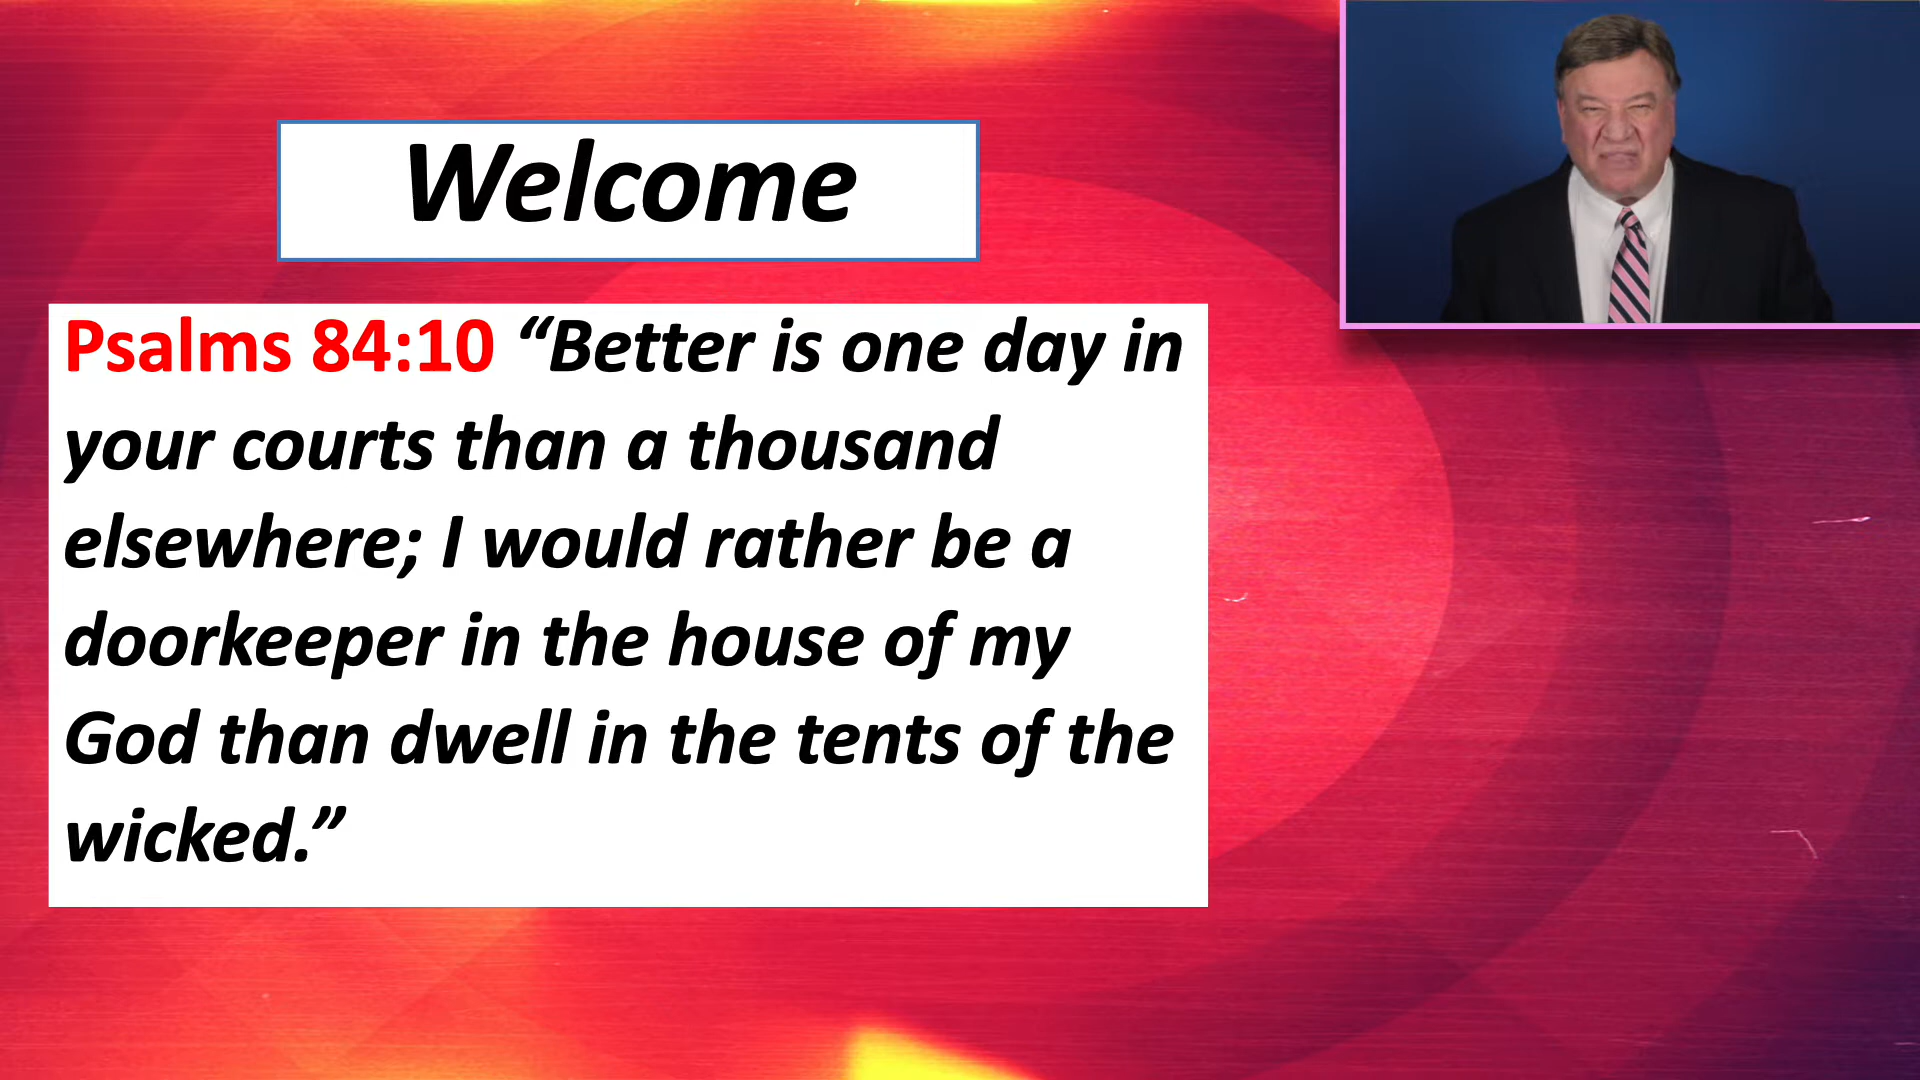 Welcome
Psalms 84:10 “Better is one day in
your courts than a thousand
elsewhere; I would rather be a
doorkeeper in the house of my
God than dwell in the tents of the
wicked.”